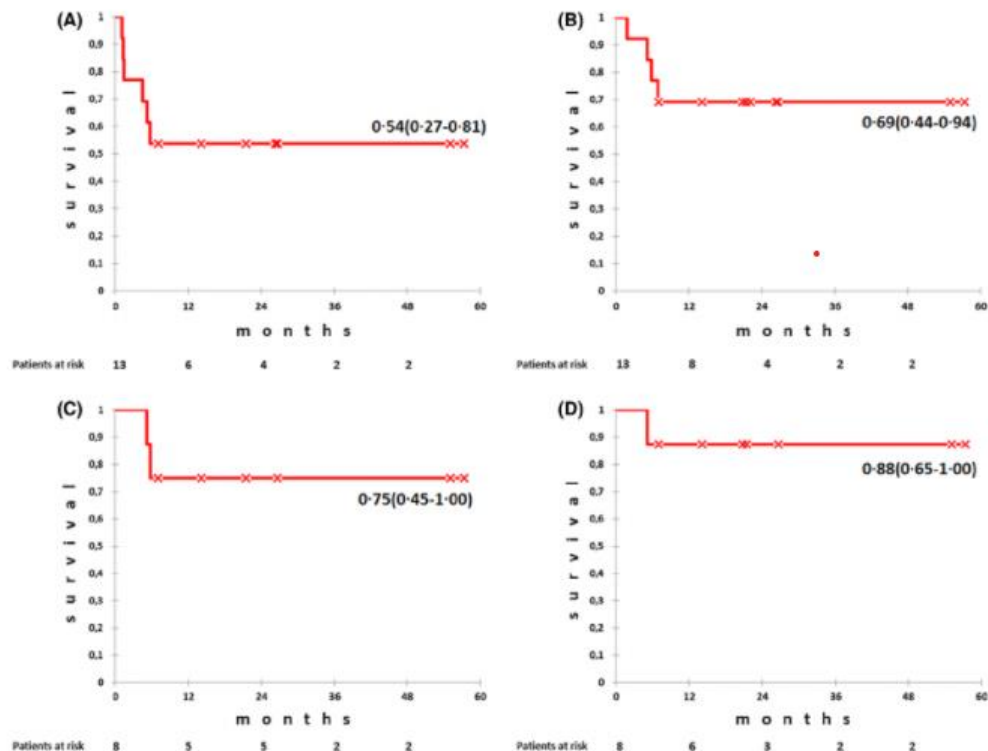 (A)
1
0,9
0,8
0,7
0,6
0,5
0,4
0,3
0,2
0,1
0
survival
0·54(0·27-0·81)
0 12 24 36 48 60
months
Patients at risk 13 6 4 2 2
(B)
1
0,9
0,8
0,7
0,6
0,5
0,4
0,3
0,2
0,1
0
survival
0·69(0·44-0·94)
0 12 24 36 48 60
months
Patients at risk 13 8 4 2 2
(C)
1
0,9
0,8
0,7
0,6
0,5
0,4
0,3
0,2
0,1
0
survival
0·75(0·45-1·00)
0 12 24 36 48 60
months
Patients at risk 8 5 5 2 2
(D)
1
0,9
0,8
0,7
0,6
0,5
0,4
0,3
0,2
0,1
0
survival
0·88(0·65-1·00)
0 12 24 36 48 60
months
Patients at risk 8 6 3 2 2